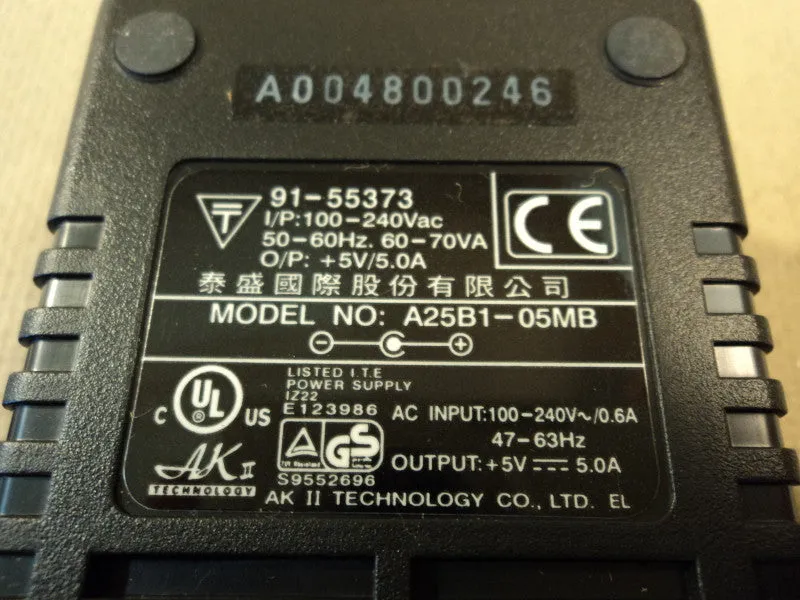 A004800246
91-55373
I/P:100-240Vac
50-60Hz. 60-70VA
O/P: +5V/5.0A
CE
泰盛國際股份有限公司
MODEL NO: A25B1-05MB
LISTED I.T.E
POWER SUPPLY
IZ22
E123986
C UL US
AC INPUT:100-240V~/0.6A
47-63Hz
GS
OUTPUT:+5V⎓5.0A
S9552696
AK II
TECHNOLOGY
AK II TECHNOLOGY CO., LTD. EL